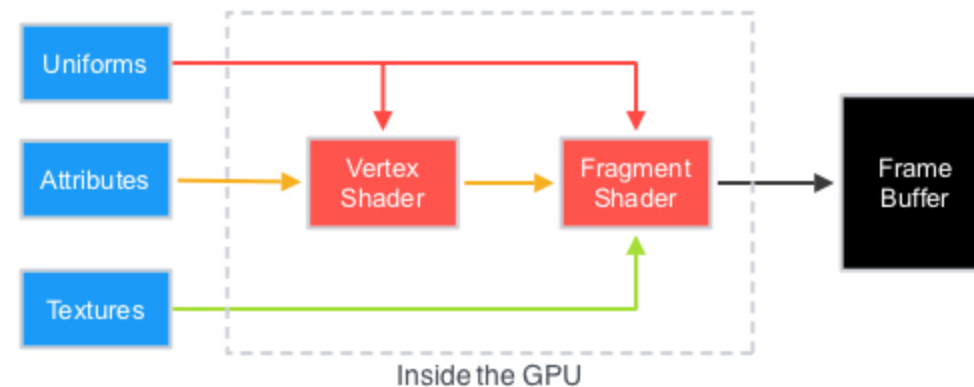 Uniforms
Attributes
Textures
Vertex
Shader
Fragment
Shader
Frame
Buffer
Inside the GPU